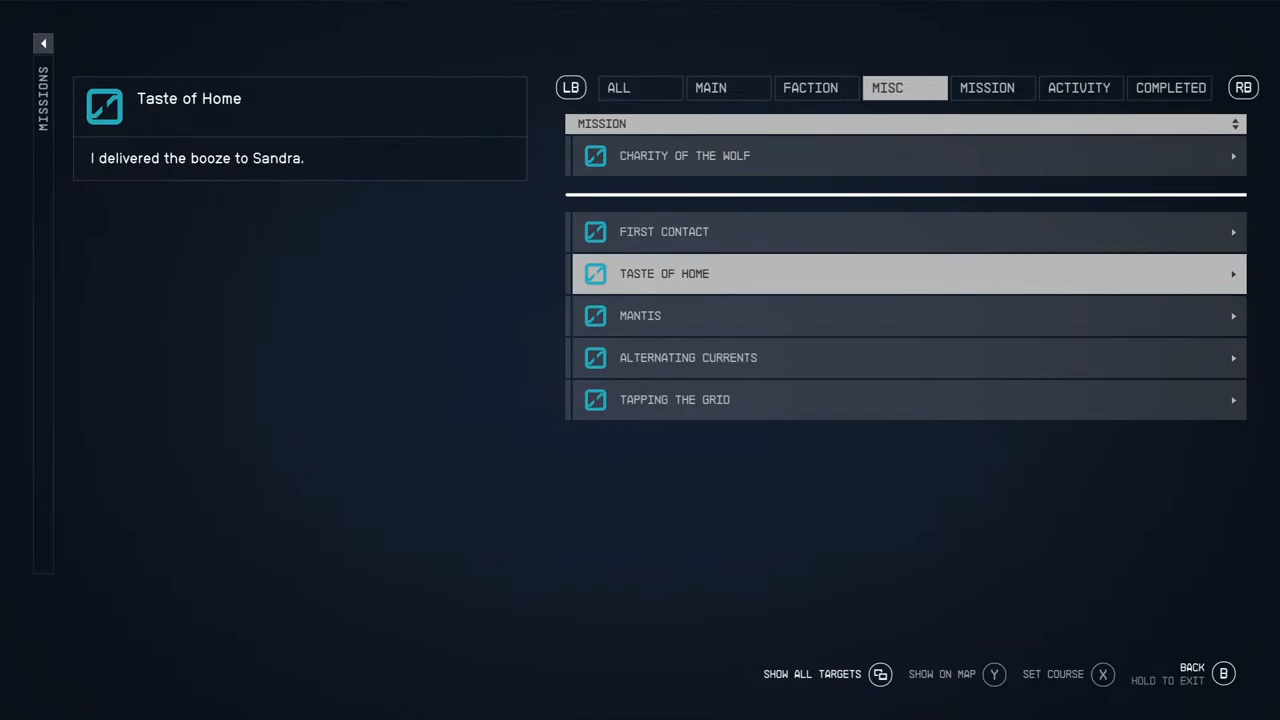 MISSIONS
Taste of Home
I delivered the booze to Sandra.
LB ALL MAIN FACTION MISC MISSION ACTIVITY COMPLETED RB
MISSION
CHARITY OF THE WOLF
FIRST CONTACT
TASTE OF HOME
MANTIS
ALTERNATING CURRENTS
TAPPING THE GRID
SHOW ALL TARGETS SHOW ON MAP Y SET COURSE X BACK B
HOLD TO EXIT